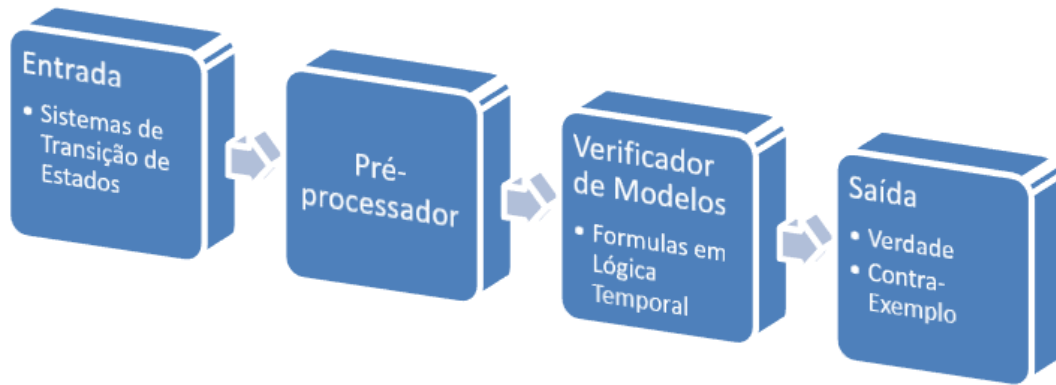 Entrada
• Sistemas de
Transição de
Estados
Pré-
processador
Verificador
de Modelos
• Formulas em
Lógica
Temporal
Saída
• Verdade
• Contra-
Exemplo